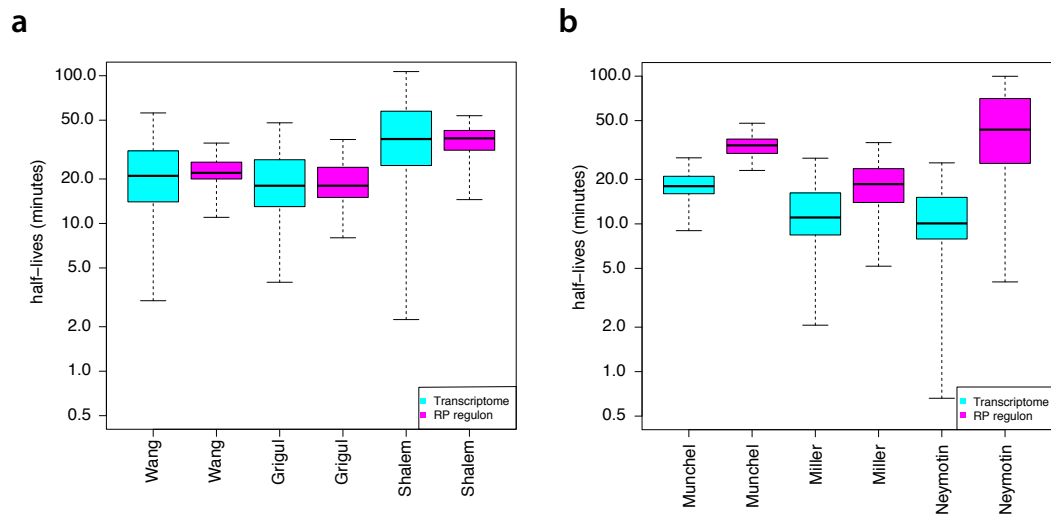 a
half−lives (minutes)
100.0
50.0
20.0
10.0
5.0
2.0
1.0
0.5
Transcriptome
RP regulon
Wang
Wang
Grigul
Grigul
Shalem
Shalem
b
half−lives (minutes)
100.0
50.0
20.0
10.0
5.0
2.0
1.0
0.5
Transcriptome
RP regulon
Munchel
Munchel
Miller
Miller
Neymotin
Neymotin